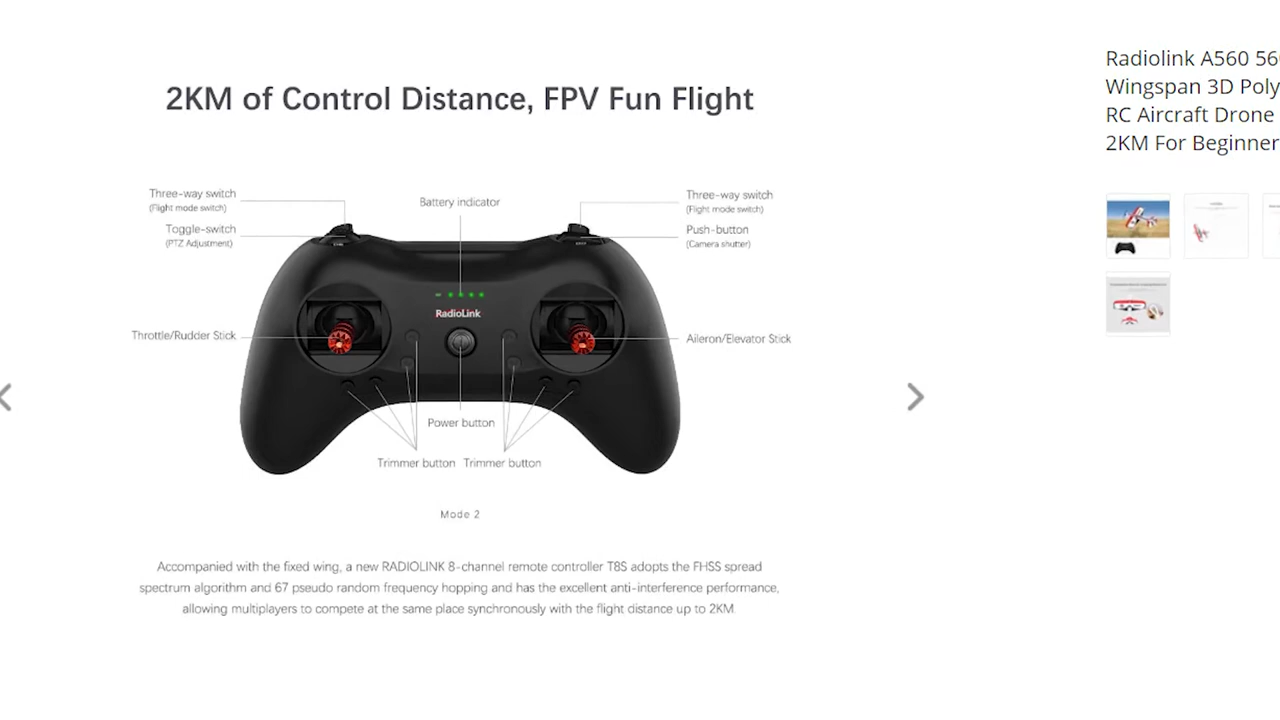 2KM of Control Distance, FPV Fun Flight
Three-way switch
(Flight mode switch)
Toggle-switch
(PTZ Adjustment)
Battery indicator
Three-way switch
(Flight mode switch)
Push-button
(Camera shutter)
RadioLink
Throttle/Rudder Stick
Aileron/Elevator Stick
Power button
Trimmer button Trimmer button
Mode 2
Accompanied with the fixed wing, a new RADIOLINK 8-channel remote controller T8S adopts the FHSS spread
spectrum algorithm and 67 pseudo random frequency hopping and has the excellent anti-interference performance,
allowing multiplayers to compete at the same place synchronously with the flight distance up to 2KM
Radiolink A560 56
Wingspan 3D Poly
RC Aircraft Drone
2KM For Beginner